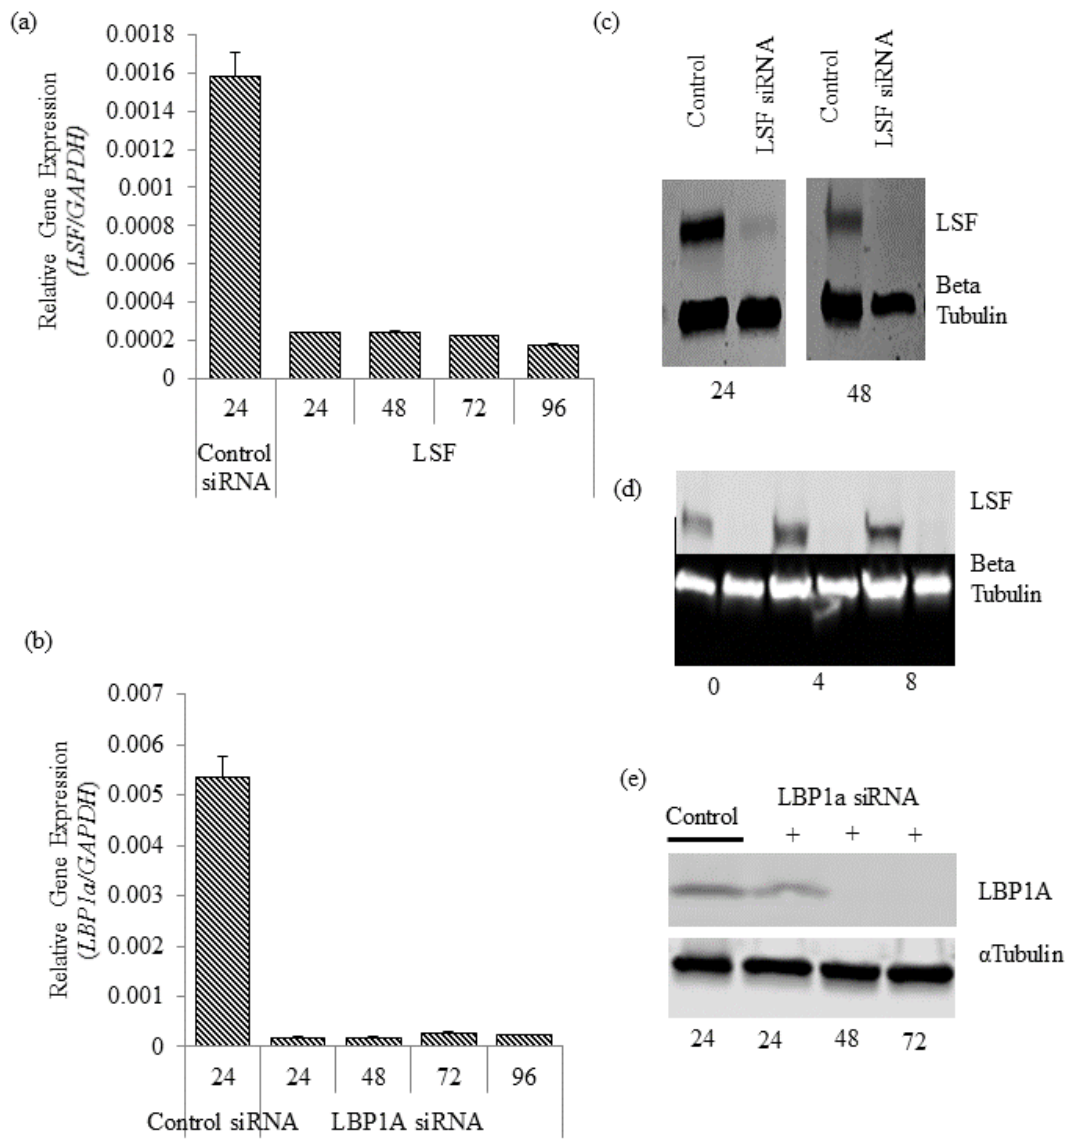 (a)
0.0018
0.0016
0.0014
0.0012
0.001
0.0008
0.0006
0.0004
0.0002
0
Relative Gene Expression
(LSF/GAPDH)
24 24 48 72 96
Control LSF
siRNA
(b)
0.007
0.006
0.005
0.004
0.003
0.002
0.001
0
Relative Gene Expression
(LBP1a/GAPDH)
24 24 48 72 96
Control siRNA LBP1A siRNA
(c)
Control
LSF siRNA
Control
LSF siRNA
LSF
Beta
Tubulin
24 48
(d)
LSF
Beta
Tubulin
0 4 8
(e)
LBP1a siRNA
Control
+ + +
LBP1A
αTubulin
24 24 48 72